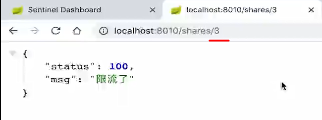 Sentinel Dashboard
localhost:8010/shares/3
localhost:8010/shares/3
{
"status": 100,
"msg": "限流了"
}